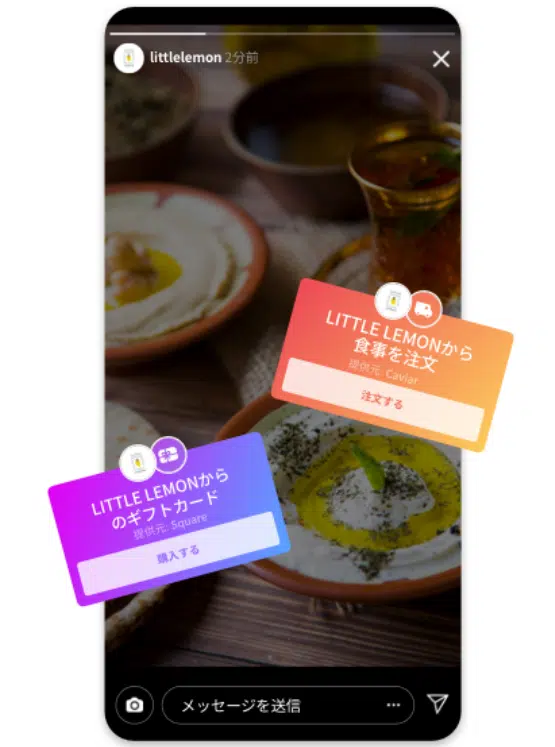 littlelemon 2分前
LITTLE LEMONから
食事を注文
提供元: Caviar
注文する
LITTLE LEMONから
のギフトカード
提供元: Square
購入する
メッセージを送信